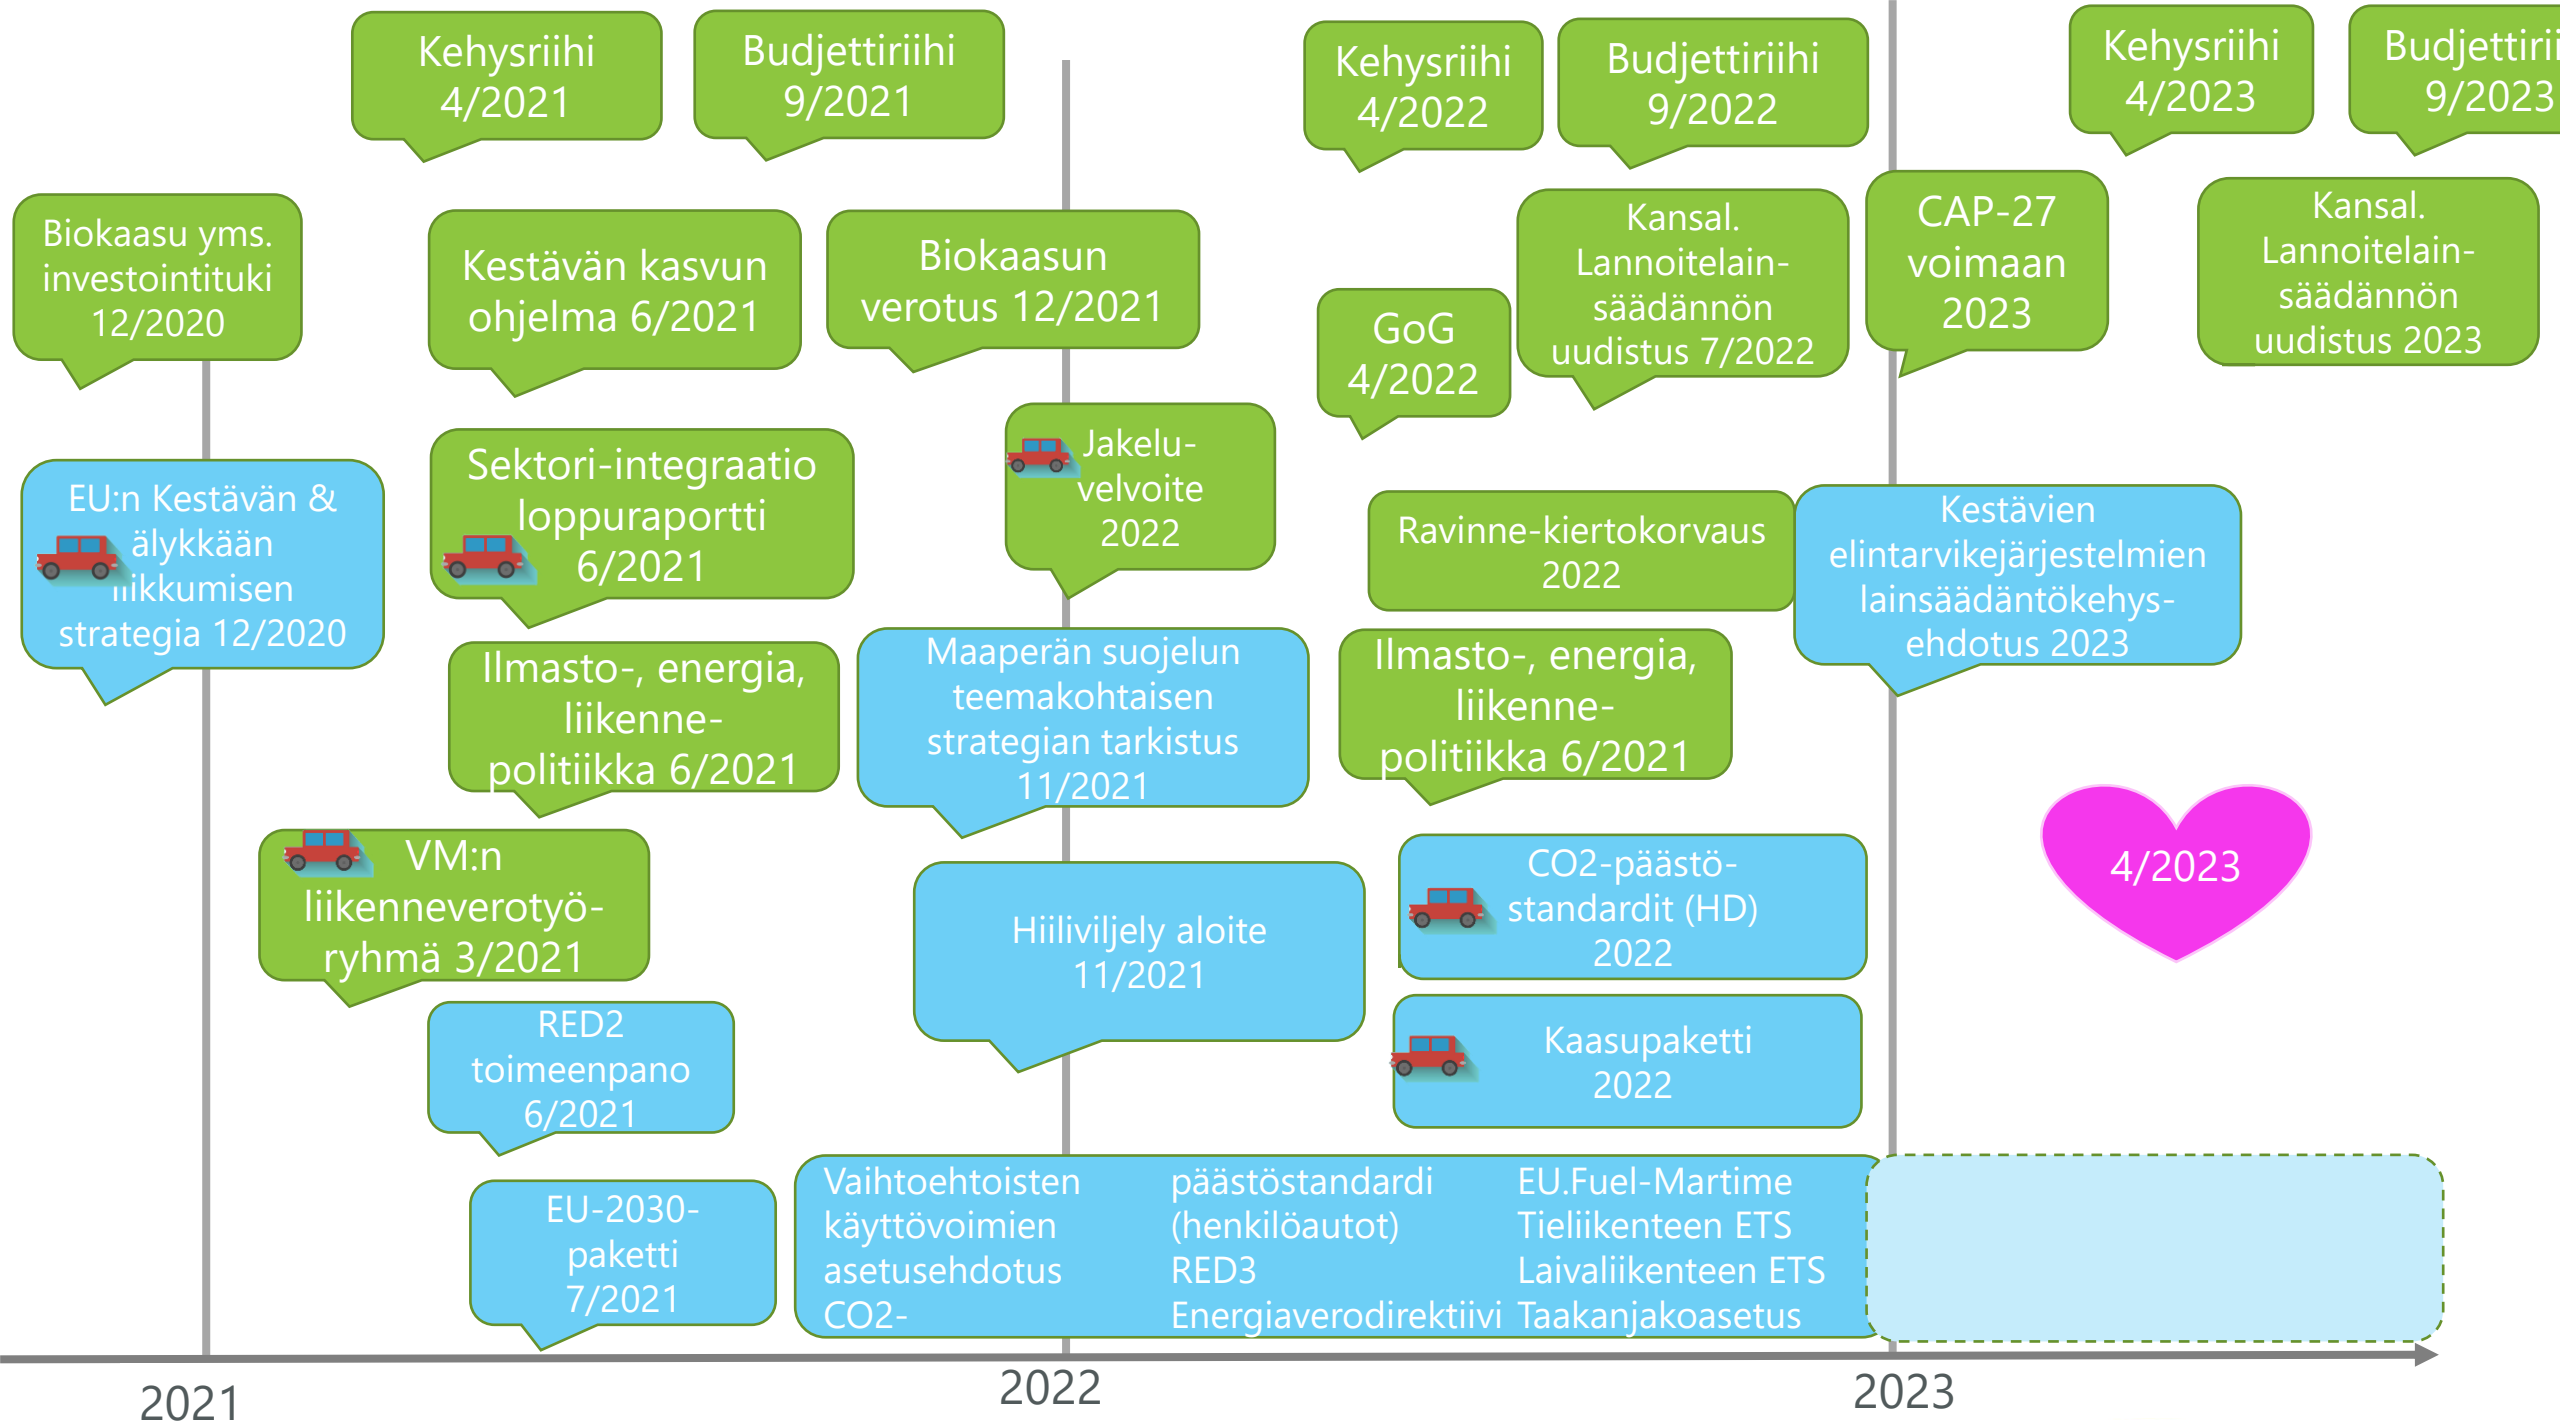 Kehysriihi
4/2021
Budjettiriihi
9/2021
Kehysriihi
4/2022
Budjettiriihi
9/2022
Kehysriihi
4/2023
Budjettirii
9/2023
Biokaasu yms.
investointituki
12/2020
Kestävän kasvun
ohjelma 6/2021
Biokaasun
verotus 12/2021
GoG
4/2022
Kansal.
Lannoitelain-
säädännön
uudistus 7/2022
CAP-27
voimaan
2023
Kansal.
Lannoitelain-
säädännön
uudistus 2023
EU:n Kestävän &
älykkään
liikkumisen
strategia 12/2020
Sektori-integraatio
loppuraportti
6/2021
Jakelu-
velvoite
2022
Ravinne-kiertokorvaus
2022
Kestävien
elintarvikejärjestelmien
lainsäädäntökehys-
ehdotus 2023
Ilmasto-, energia,
liikenne-
politiikka 6/2021
Maaperän suojelun
teemakohtaisen
strategian tarkistus
11/2021
Ilmasto-, energia,
liikenne-
politiikka 6/2021
VM:n
liikenneverotyö-
ryhmä 3/2021
Hiiliviljely aloite
11/2021
CO2-päästö-
standardit (HD)
2022
4/2023
RED2
toimeenpano
6/2021
Kaasupaketti
2022
EU-2030-
paketti
7/2021
Vaihtoehtoisten
käyttövoimien
asetusehdotus
CO2-
päästöstandardi
(henkilöautot)
RED3
Energiaverodirektiivi
EU.Fuel-Martime
Tieliikenteen ETS
Laivaliikenteen ETS
Taakanjakoasetus
2021
2022
2023